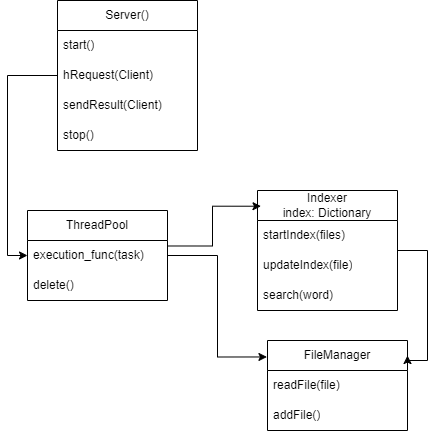 Server()
start()
hRequest(Client)
sendResult(Client)
stop()
ThreadPool
execution_func(task)
delete()
Indexer
index: Dictionary
startIndex(files)
updateIndex(file)
search(word)
FileManager
readFile(file)
addFile()